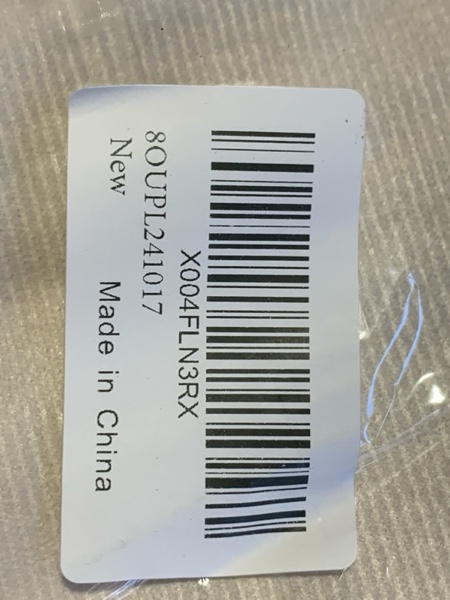 X004FLN3RX
8OUPL241017
New
Made in China